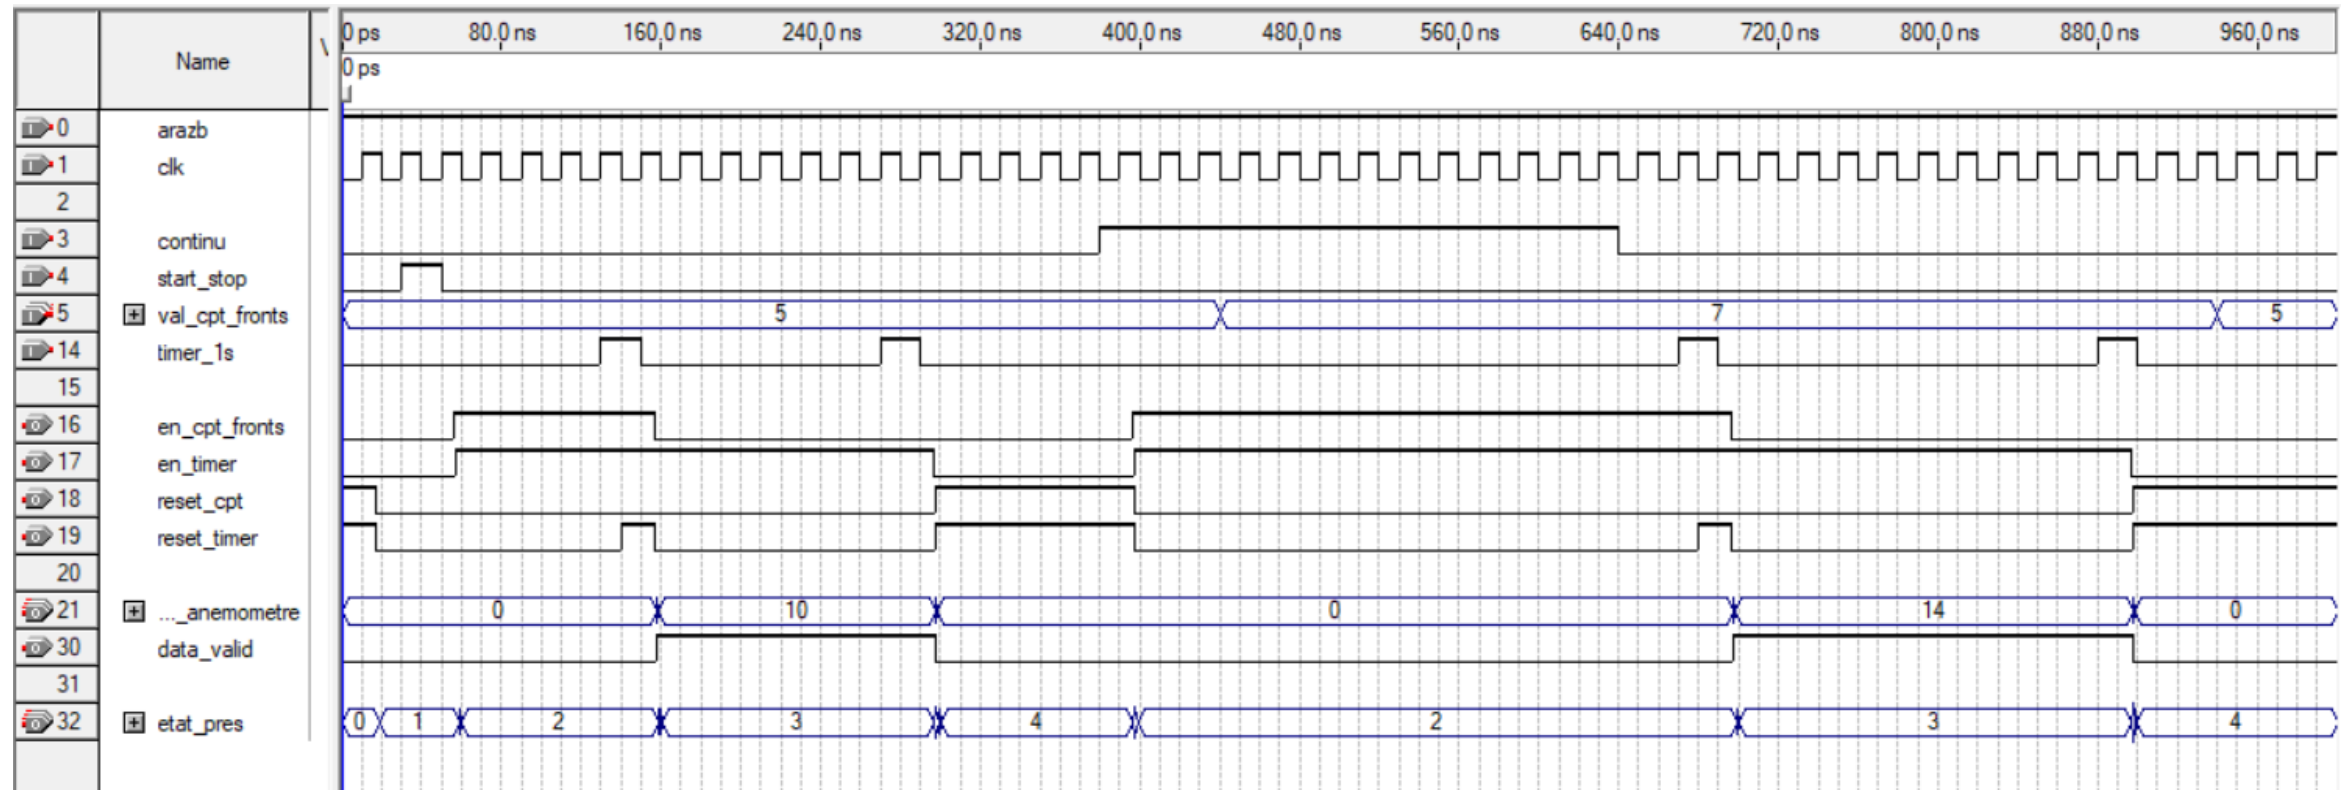 Name
0 ps 80.0 ns 160.0 ns 240.0 ns 320.0 ns 400.0 ns 480.0 ns 560.0 ns 640.0 ns 720.0 ns 800.0 ns 880.0 ns 960.0 ns
0 ps
0 arazb
1 clk
2
3 continu
4 start_stop
5 val_cpt_fronts 5 7 5
14 timer_1s
15
16 en_cpt_fronts
17 en_timer
18 reset_cpt
19 reset_timer
20
21 ..._anemometre 0 10 0 14 0
30 data_valid
31
32 etat_pres 0 1 2 3 4 2 3 4